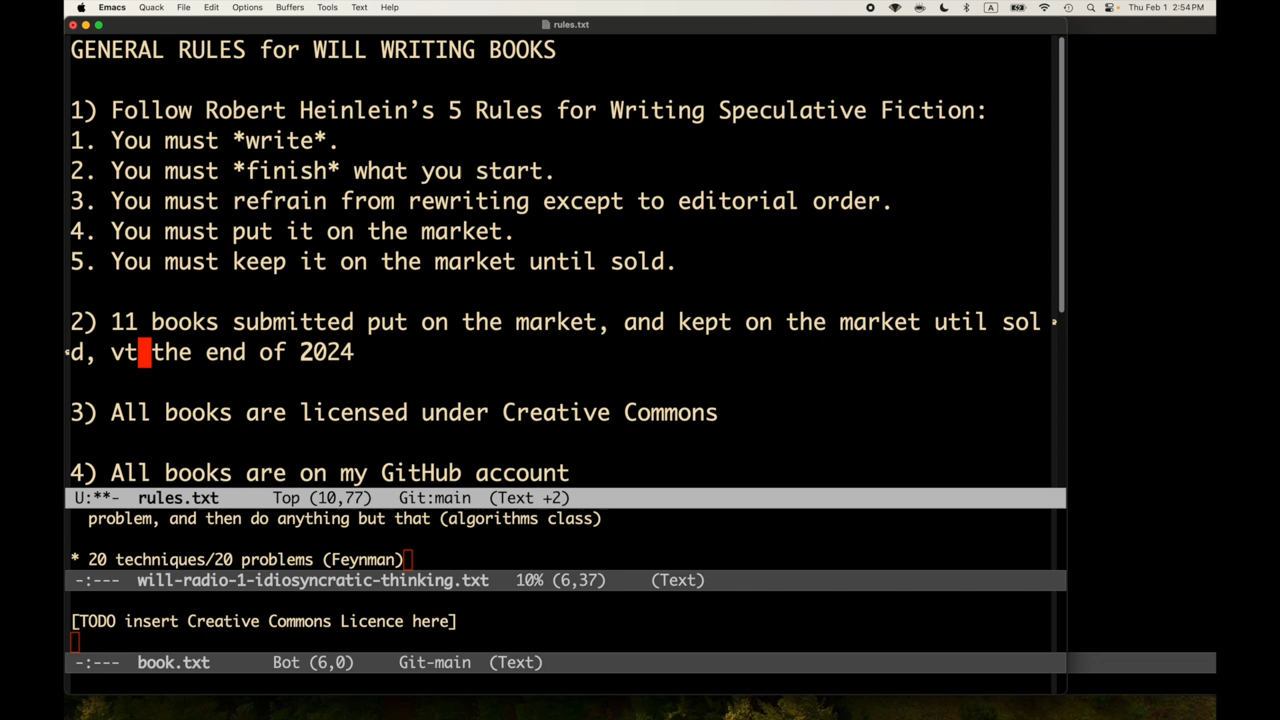 Emacs Quack File Edit Options Buffers Tools Text Help A Thu Feb 1 2:54 PM
rules.txt
GENERAL RULES for WILL WRITING BOOKS
1) Follow Robert Heinlein’s 5 Rules for Writing Speculative Fiction:
1. You must *write*.
2. You must *finish* what you start.
3. You must refrain from rewriting except to editorial order.
4. You must put it on the market.
5. You must keep it on the market until sold.
2) 11 books submitted put on the market, and kept on the market util sol
d, vt the end of 2024
3) All books are licensed under Creative Commons
4) All books are on my GitHub account
U:**- rules.txt Top (10,77) Git:main (Text +2)
problem, and then do anything but that (algorithms class)
* 20 techniques/20 problems (Feynman)
-:--- will-radio-1-idiosyncratic-thinking.txt 10% (6,37) (Text)
[TODO insert Creative Commons Licence here]
-:--- book.txt Bot (6,0) Git-main (Text)